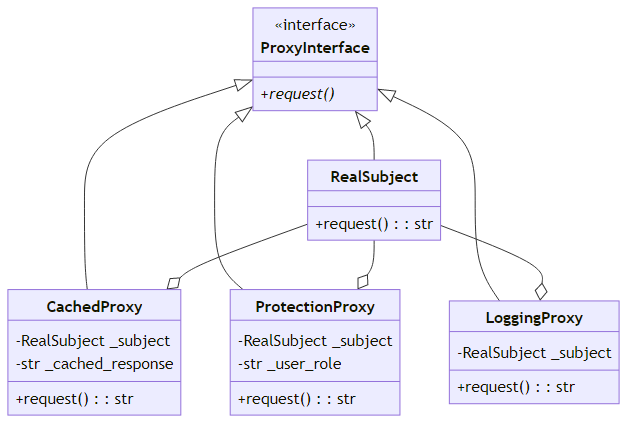 «interface»
ProxyInterface
+request()
RealSubject
+request() : : str
CachedProxy
-RealSubject _subject
-str _cached_response
+request() : : str
ProtectionProxy
-RealSubject _subject
-str _user_role
+request() : : str
LoggingProxy
-RealSubject _subject
+request() : : str